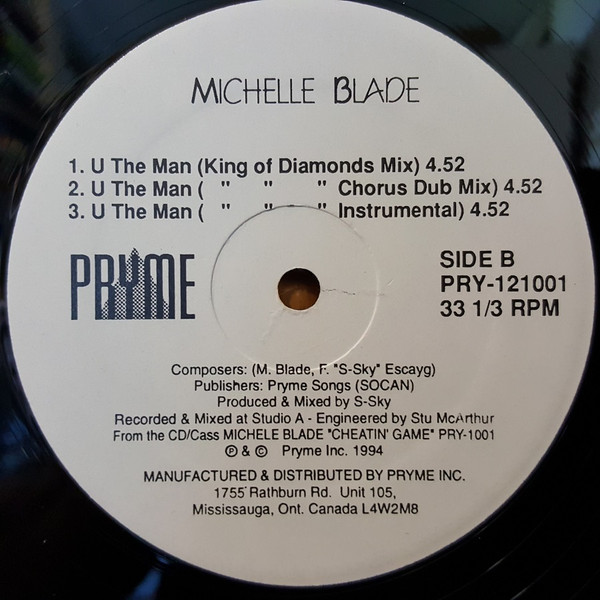 MICHELLE BLADE
1. U The Man (King of Diamonds Mix) 4.52
2. U The Man ( " " " Chorus Dub Mix) 4.52
3. U The Man ( " " " Instrumental) 4.52
PRYME
SIDE B
PRY-121001
33 1/3 RPM
Composers: (M. Blade, F. "S-Sky" Escayg)
Publishers: Pryme Songs (SOCAN)
Produced & Mixed by S-Sky
Recorded & Mixed at Studio A - Engineered by Stu McArthur
From the CD/Cass MICHELE BLADE "CHEATIN' GAME" PRY-1001
℗ & © Pryme Inc. 1994
MANUFACTURED & DISTRIBUTED BY PRYME INC.
1755 Rathburn Rd. Unit 105,
Mississauga, Ont. Canada L4W2M8